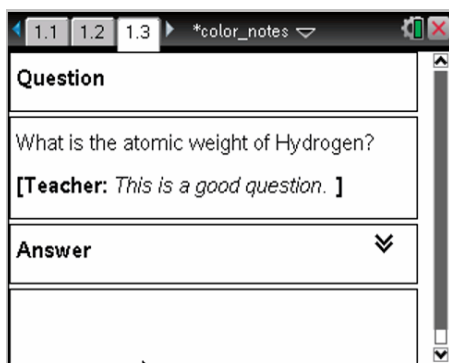 1.1 1.2 1.3 *color_notes
Question
What is the atomic weight of Hydrogen?
[Teacher: This is a good question. ]
Answer